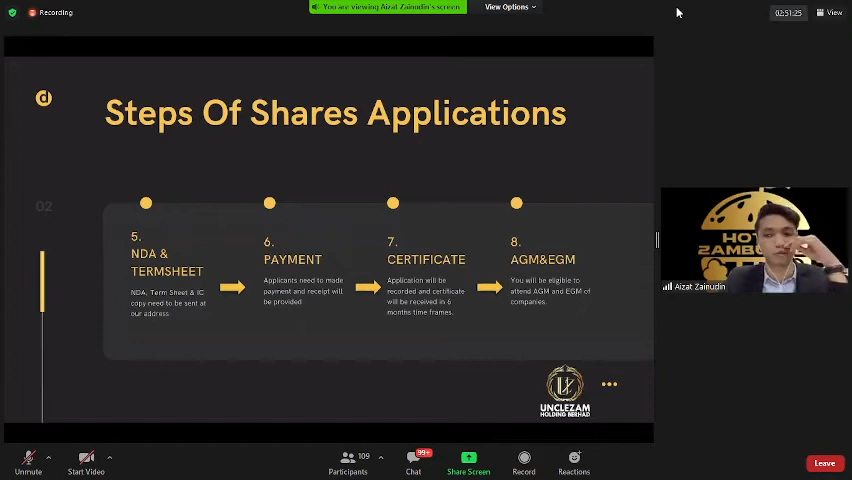 Recording
You are viewing Aizat Zainudin's screen
View Options
02:51:25
View
d
Steps Of Shares Applications
02
5.
NDA &
TERMSHEET
NDA, Term Sheet & IC
copy need to be sent at
our address
6.
PAYMENT
Applicants need to made
payment and receipt will
be provided
7.
CERTIFICATE
Application will be
recorded and certificate
will be received in 6
months time frames.
8.
AGM&EGM
You will be eligible to
attend AGM and EGM of
companies.
UZ
UNCLEZAM
HOLDING BERHAD
HOT
ZAMBU
Aizat Zainudin
Unmute
Start Video
Participants
109
Chat
99+
Share Screen
Record
Reactions
Leave